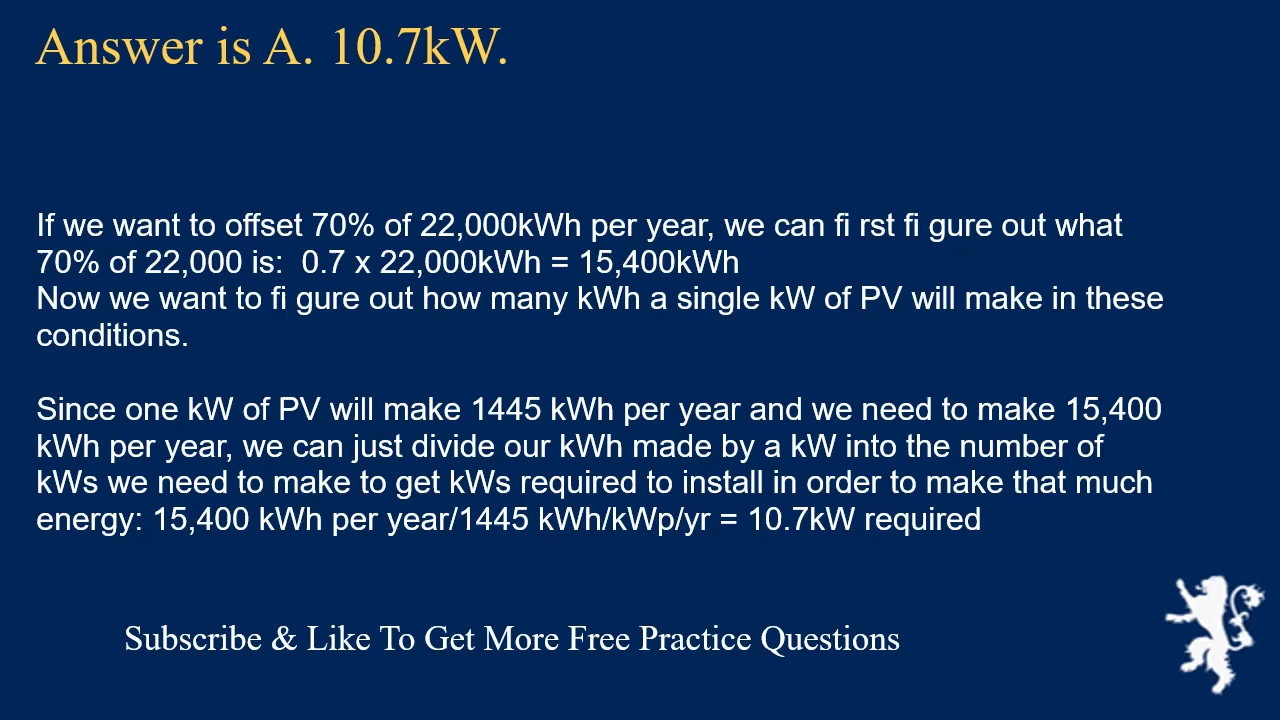 Answer is A. 10.7kW.
If we want to offset 70% of 22,000kWh per year, we can fi rst fi gure out what
70% of 22,000 is:  0.7 x 22,000kWh = 15,400kWh
Now we want to fi gure out how many kWh a single kW of PV will make in these
conditions.
Since one kW of PV will make 1445 kWh per year and we need to make 15,400
kWh per year, we can just divide our kWh made by a kW into the number of
kWs we need to make to get kWs required to install in order to make that much
energy: 15,400 kWh per year/1445 kWh/kWp/yr = 10.7kW required
Subscribe & Like To Get More Free Practice Questions